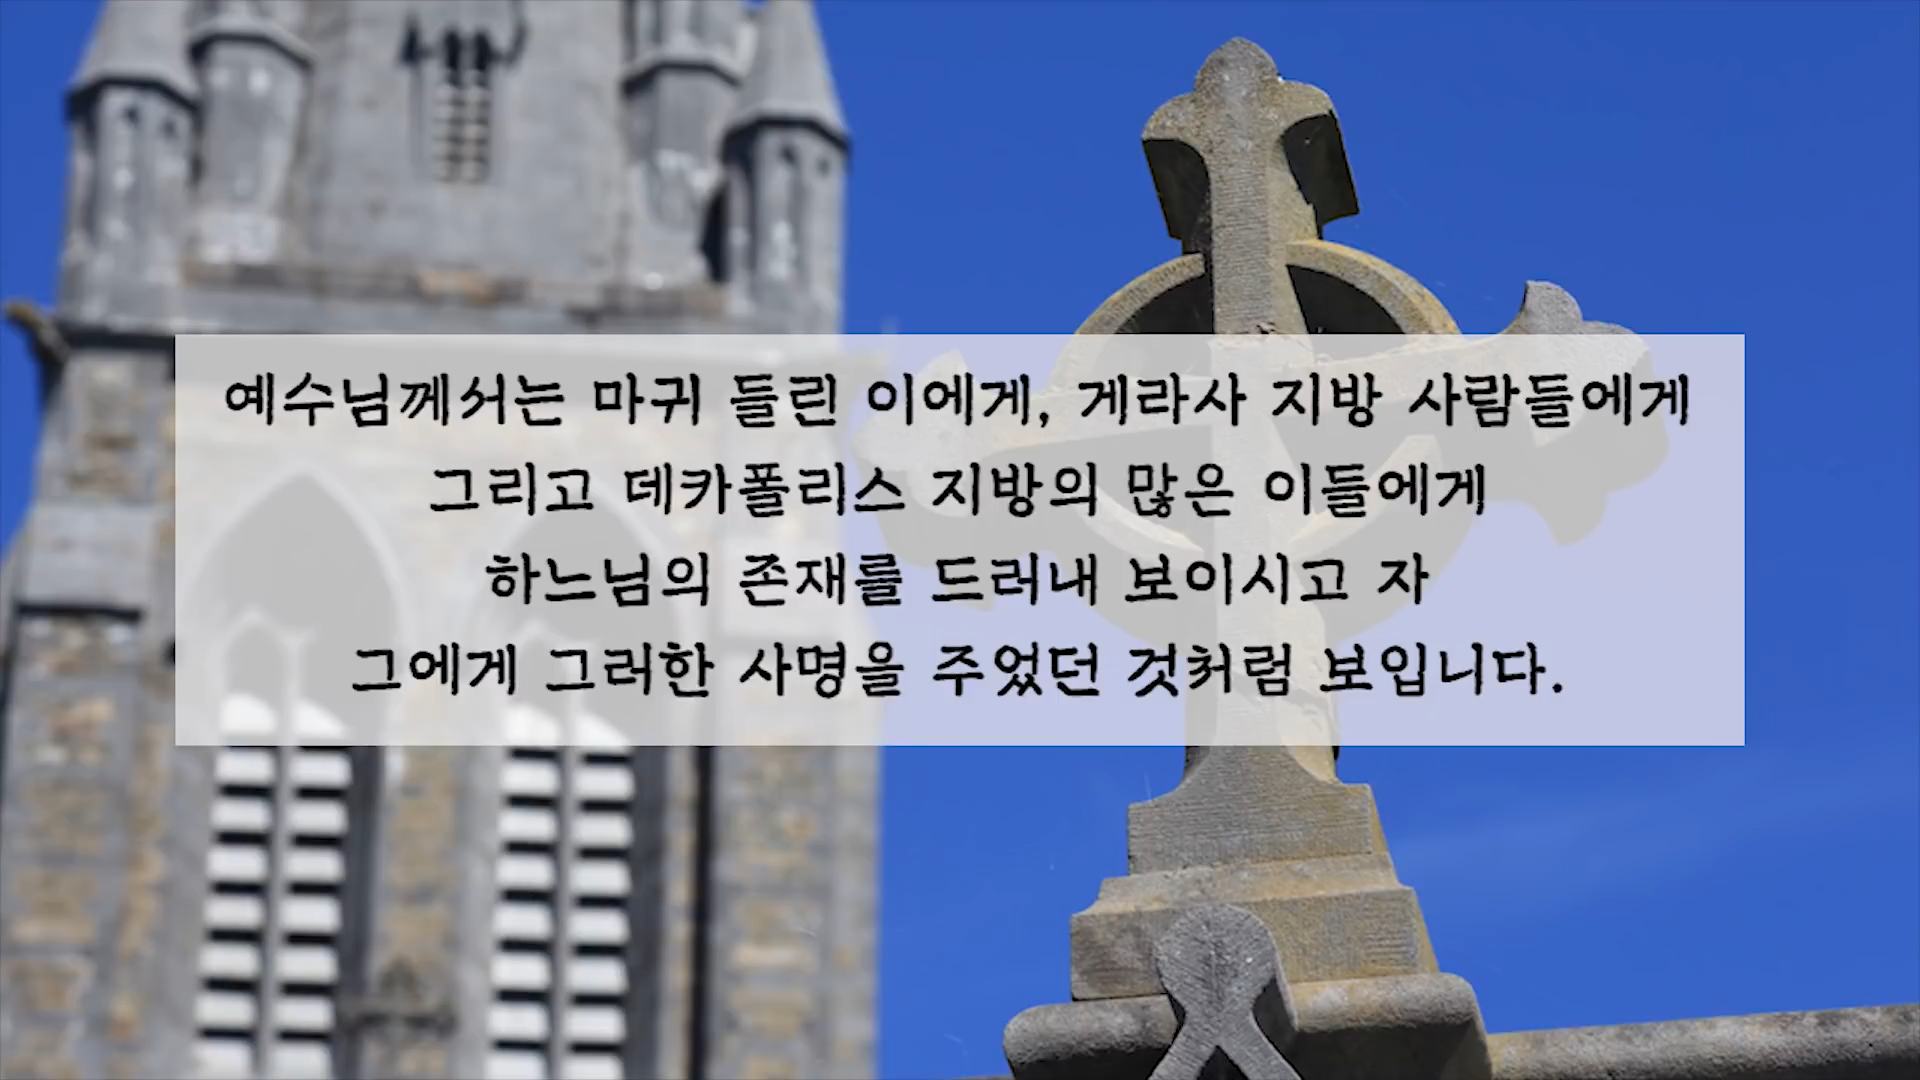 예수님께서는 마귀 들린 이에게, 게라사 지방 사람들에게
그리고 데카폴리스 지방의 많은 이들에게
하느님의 존재를 드러내 보이시고 자
그에게 그러한 사명을 주었던 것처럼 보입니다.